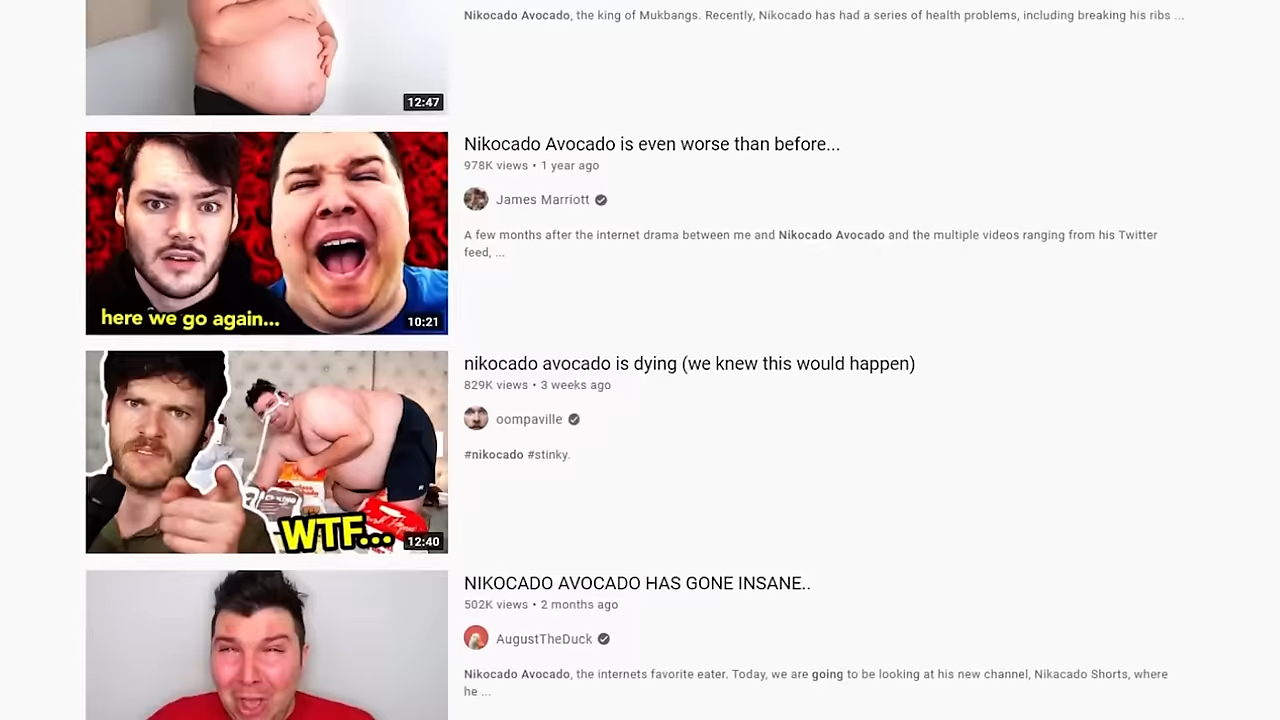 Nikocado Avocado, the king of Mukbangs. Recently, Nikocado has had a series of health problems, including breaking his ribs ...
12:47
Nikocado Avocado is even worse than before...
978K views • 1 year ago
James Marriott
A few months after the internet drama between me and Nikocado Avocado and the multiple videos ranging from his Twitter
feed, ...
here we go again...
10:21
nikocado avocado is dying (we knew this would happen)
829K views • 3 weeks ago
oompaville
#nikocado #stinky.
WTF...
12:40
NIKOCADO AVOCADO HAS GONE INSANE..
502K views • 2 months ago
AugustTheDuck
Nikocado Avocado, the internets favorite eater. Today, we are going to be looking at his new channel, Nikacado Shorts, where
he ...